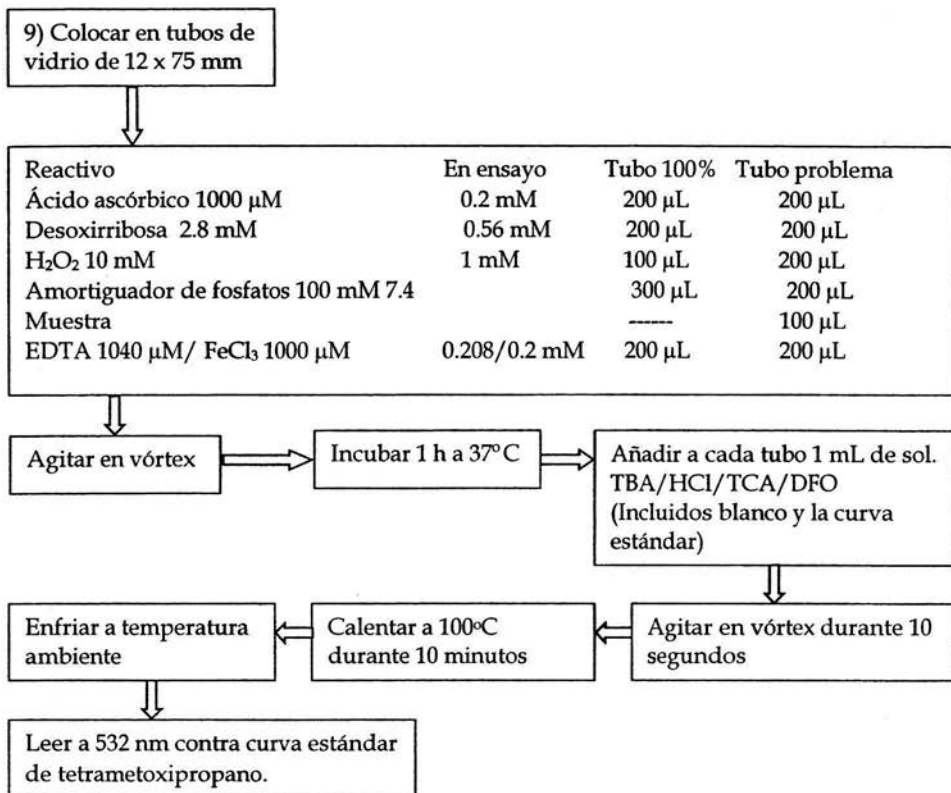 9) Colocar en tubos de
vidrio de 12 x 75 mm
Reactivo En ensayo Tubo 100% Tubo problema
Ácido ascórbico 1000 µM 0.2 mM 200 µL 200 µL
Desoxirribosa 2.8 mM 0.56 mM 200 µL 200 µL
H₂O₂ 10 mM 1 mM 100 µL 200 µL
Amortiguador de fosfatos 100 mM 7.4 300 µL 200 µL
Muestra ------ 100 µL
EDTA 1040 µM/ FeCl₃ 1000 µM 0.208/0.2 mM 200 µL 200 µL
Agitar en vórtex
Incubar 1 h a 37°C
Añadir a cada tubo 1 mL de sol.
TBA/HCl/TCA/DFO
(Incluidos blanco y la curva
estándar)
Agitar en vórtex durante 10
segundos
Calentar a 100°C
durante 10 minutos
Enfriar a temperatura
ambiente
Leer a 532 nm contra curva estándar
de tetrametoxipropano.